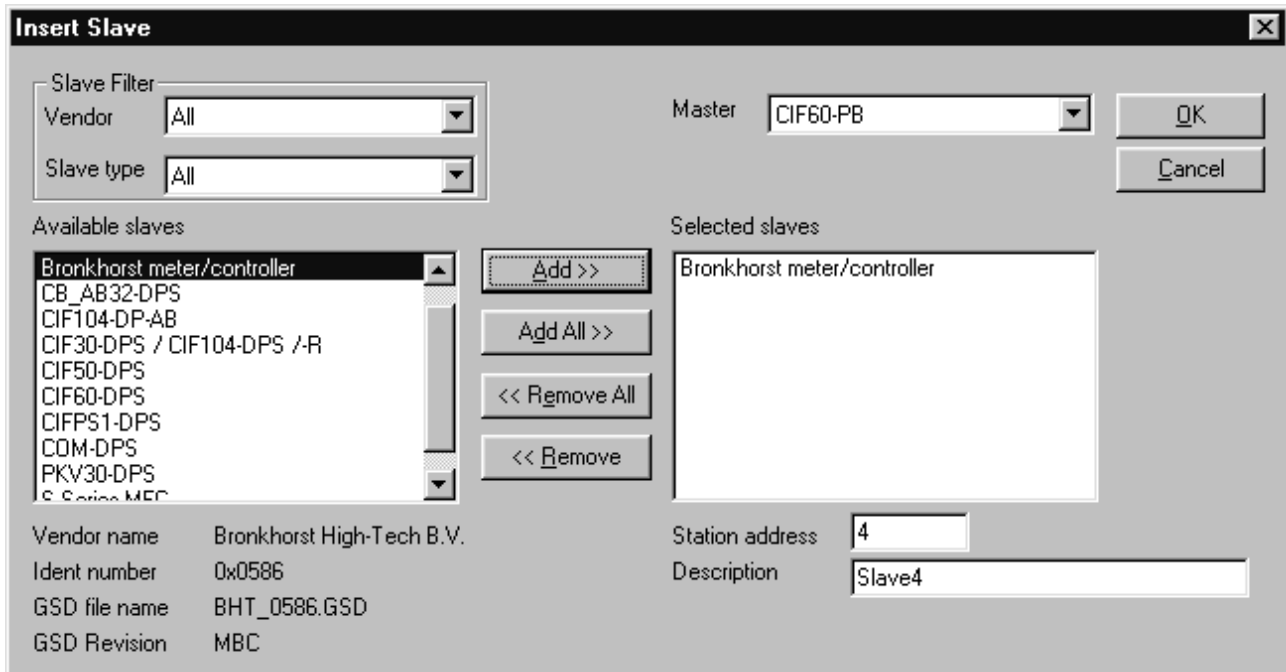 Insert Slave
Slave Filter
Vendor All
Slave type All
Master CIF60-PB
OK
Cancel
Available slaves
Bronkhorst meter/controller
CB_AB32-DPS
CIF104-DP-AB
CIF30-DPS / CIF104-DPS /-R
CIF50-DPS
CIF60-DPS
CIFPS1-DPS
COM-DPS
PKV30-DPS
S-Series MFC
Add >>
Add All >>
<< Remove All
<< Remove
Selected slaves
Bronkhorst meter/controller
Vendor name Bronkhorst High-Tech B.V.
Ident number 0x0586
GSD file name BHT_0586.GSD
GSD Revision MBC
Station address 4
Description Slave4